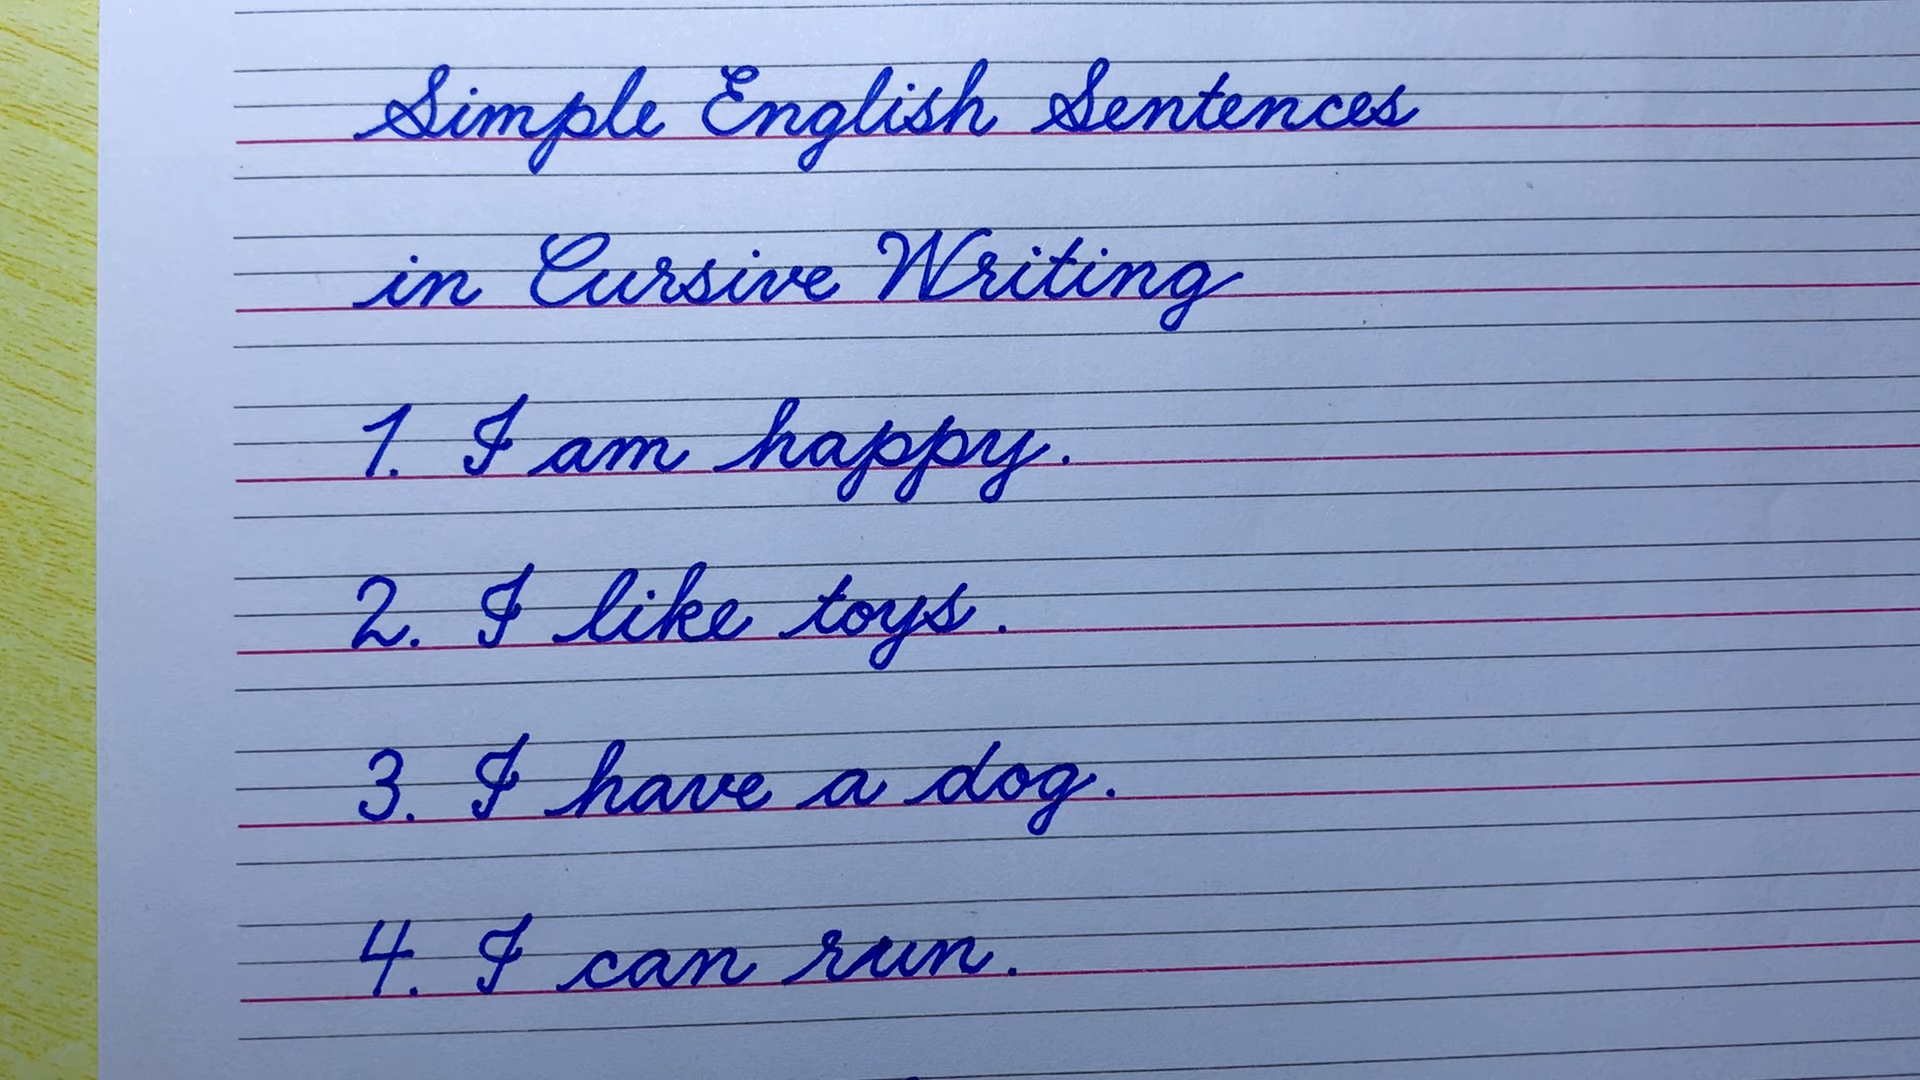 Simple English Sentences
in Cursive Writing
1. I am happy.
2. I like toys.
3. I have a dog.
4. I can run.